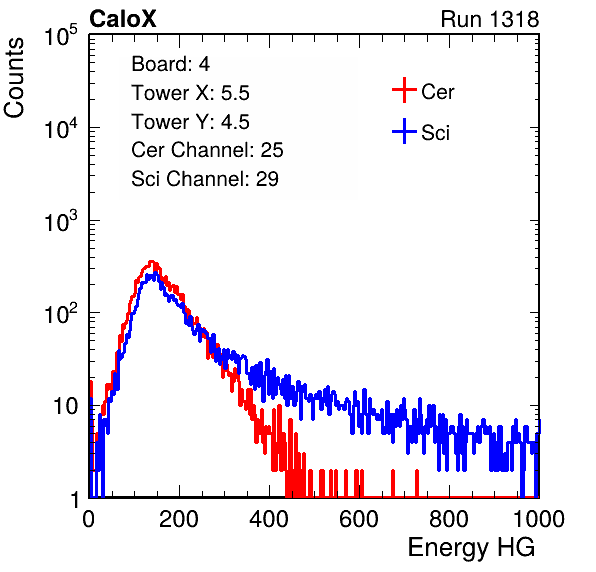 CaloX Run 1318
Counts
10^5
10^4
10^3
10^2
10
1
Board: 4
Tower X: 5.5
Tower Y: 4.5
Cer Channel: 25
Sci Channel: 29
Cer
Sci
0 200 400 600 800 1000
Energy HG